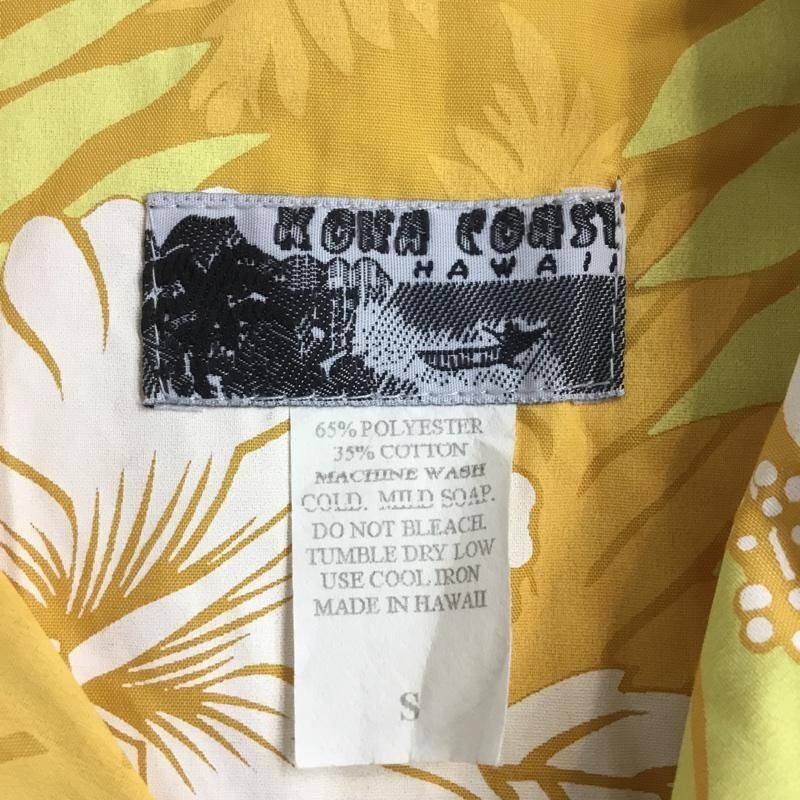 KONA COAST
HAWAII
65% POLYESTER
35% COTTON
MACHINE WASH
COLD. MILD SOAP.
DO NOT BLEACH.
TUMBLE DRY LOW
USE COOL IRON
MADE IN HAWAII
S